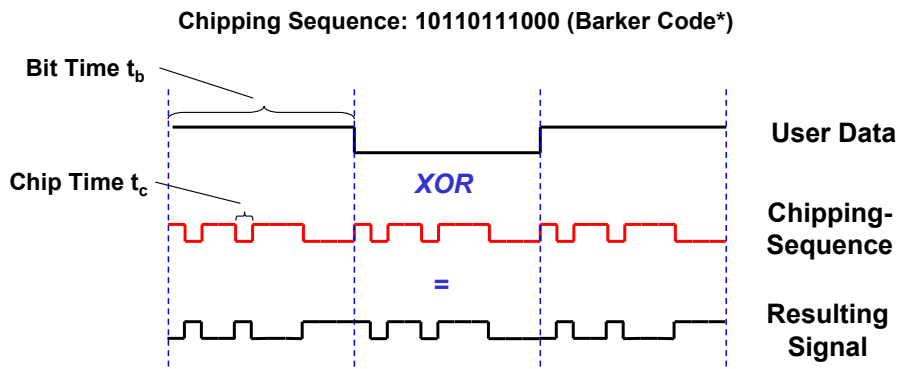 Chipping Sequence: 10110111000 (Barker Code*)
Bit Time tb
User Data
XOR
Chip Time tc
Chipping-
Sequence
=
Resulting
Signal